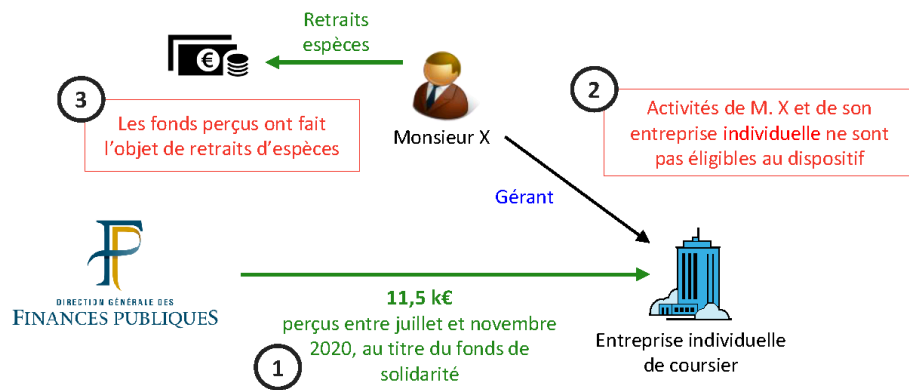 Retraits
espèces
3
Les fonds perçus ont fait
l'objet de retraits d'espèces
€
Monsieur X
2
Activités de M. X et de son
entreprise individuelle ne sont
pas éligibles au dispositif
Gérant
FP
DIRECTION GÉNÉRALE DES
FINANCES PUBLIQUES
11,5 k€
perçus entre juillet et novembre
2020, au titre du fonds de
solidarité
1
Entreprise individuelle
de coursier